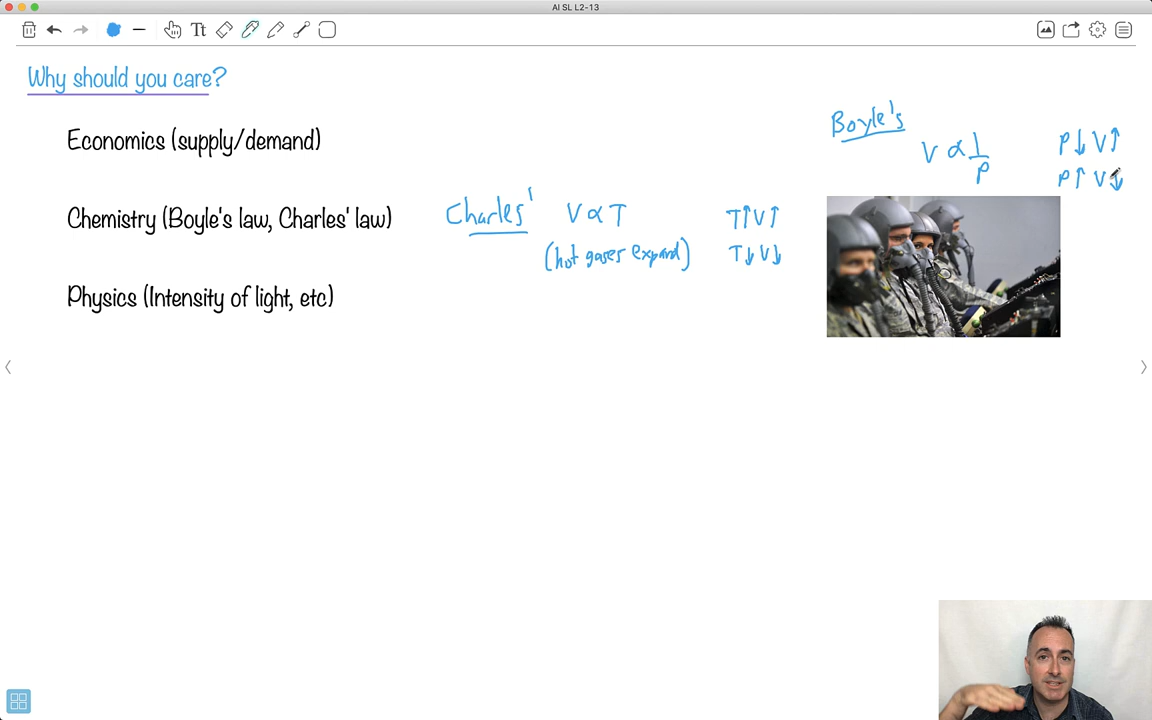 AI SL L2-13
Tt
Why should you care?
Economics (supply/demand)
Chemistry (Boyle's law, Charles' law)
Physics (Intensity of light, etc)
Charles' V ∝ T
(hot gases expand)
T↑ V↑
T↓ V↓
Boyle's
V ∝ 1/P
P↓ V↑
P↑ V↓